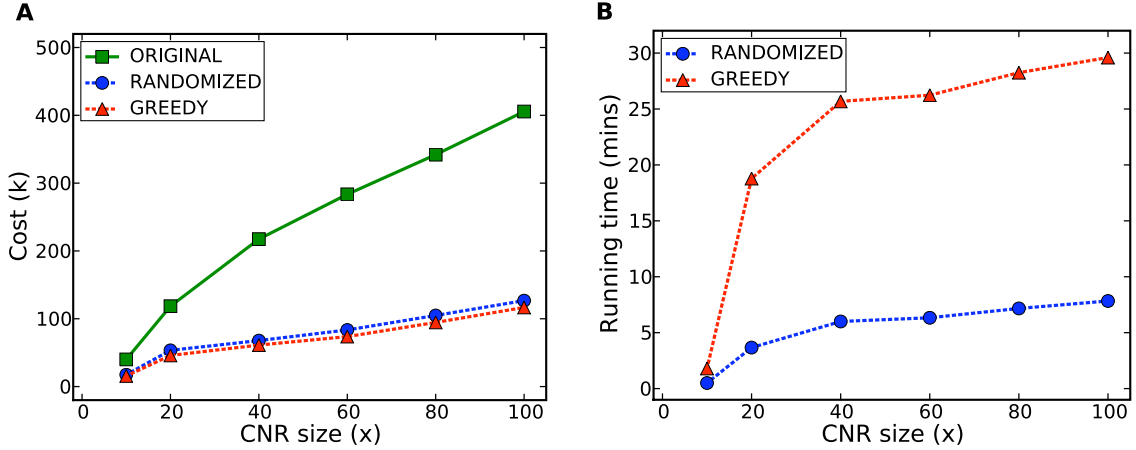 A
500
400
300
200
100
0
Cost (k)
ORIGINAL
RANDOMIZED
GREEDY
0 20 40 60 80 100
CNR size (x)
B
30
25
20
15
10
5
0
Running time (mins)
RANDOMIZED
GREEDY
0 20 40 60 80 100
CNR size (x)